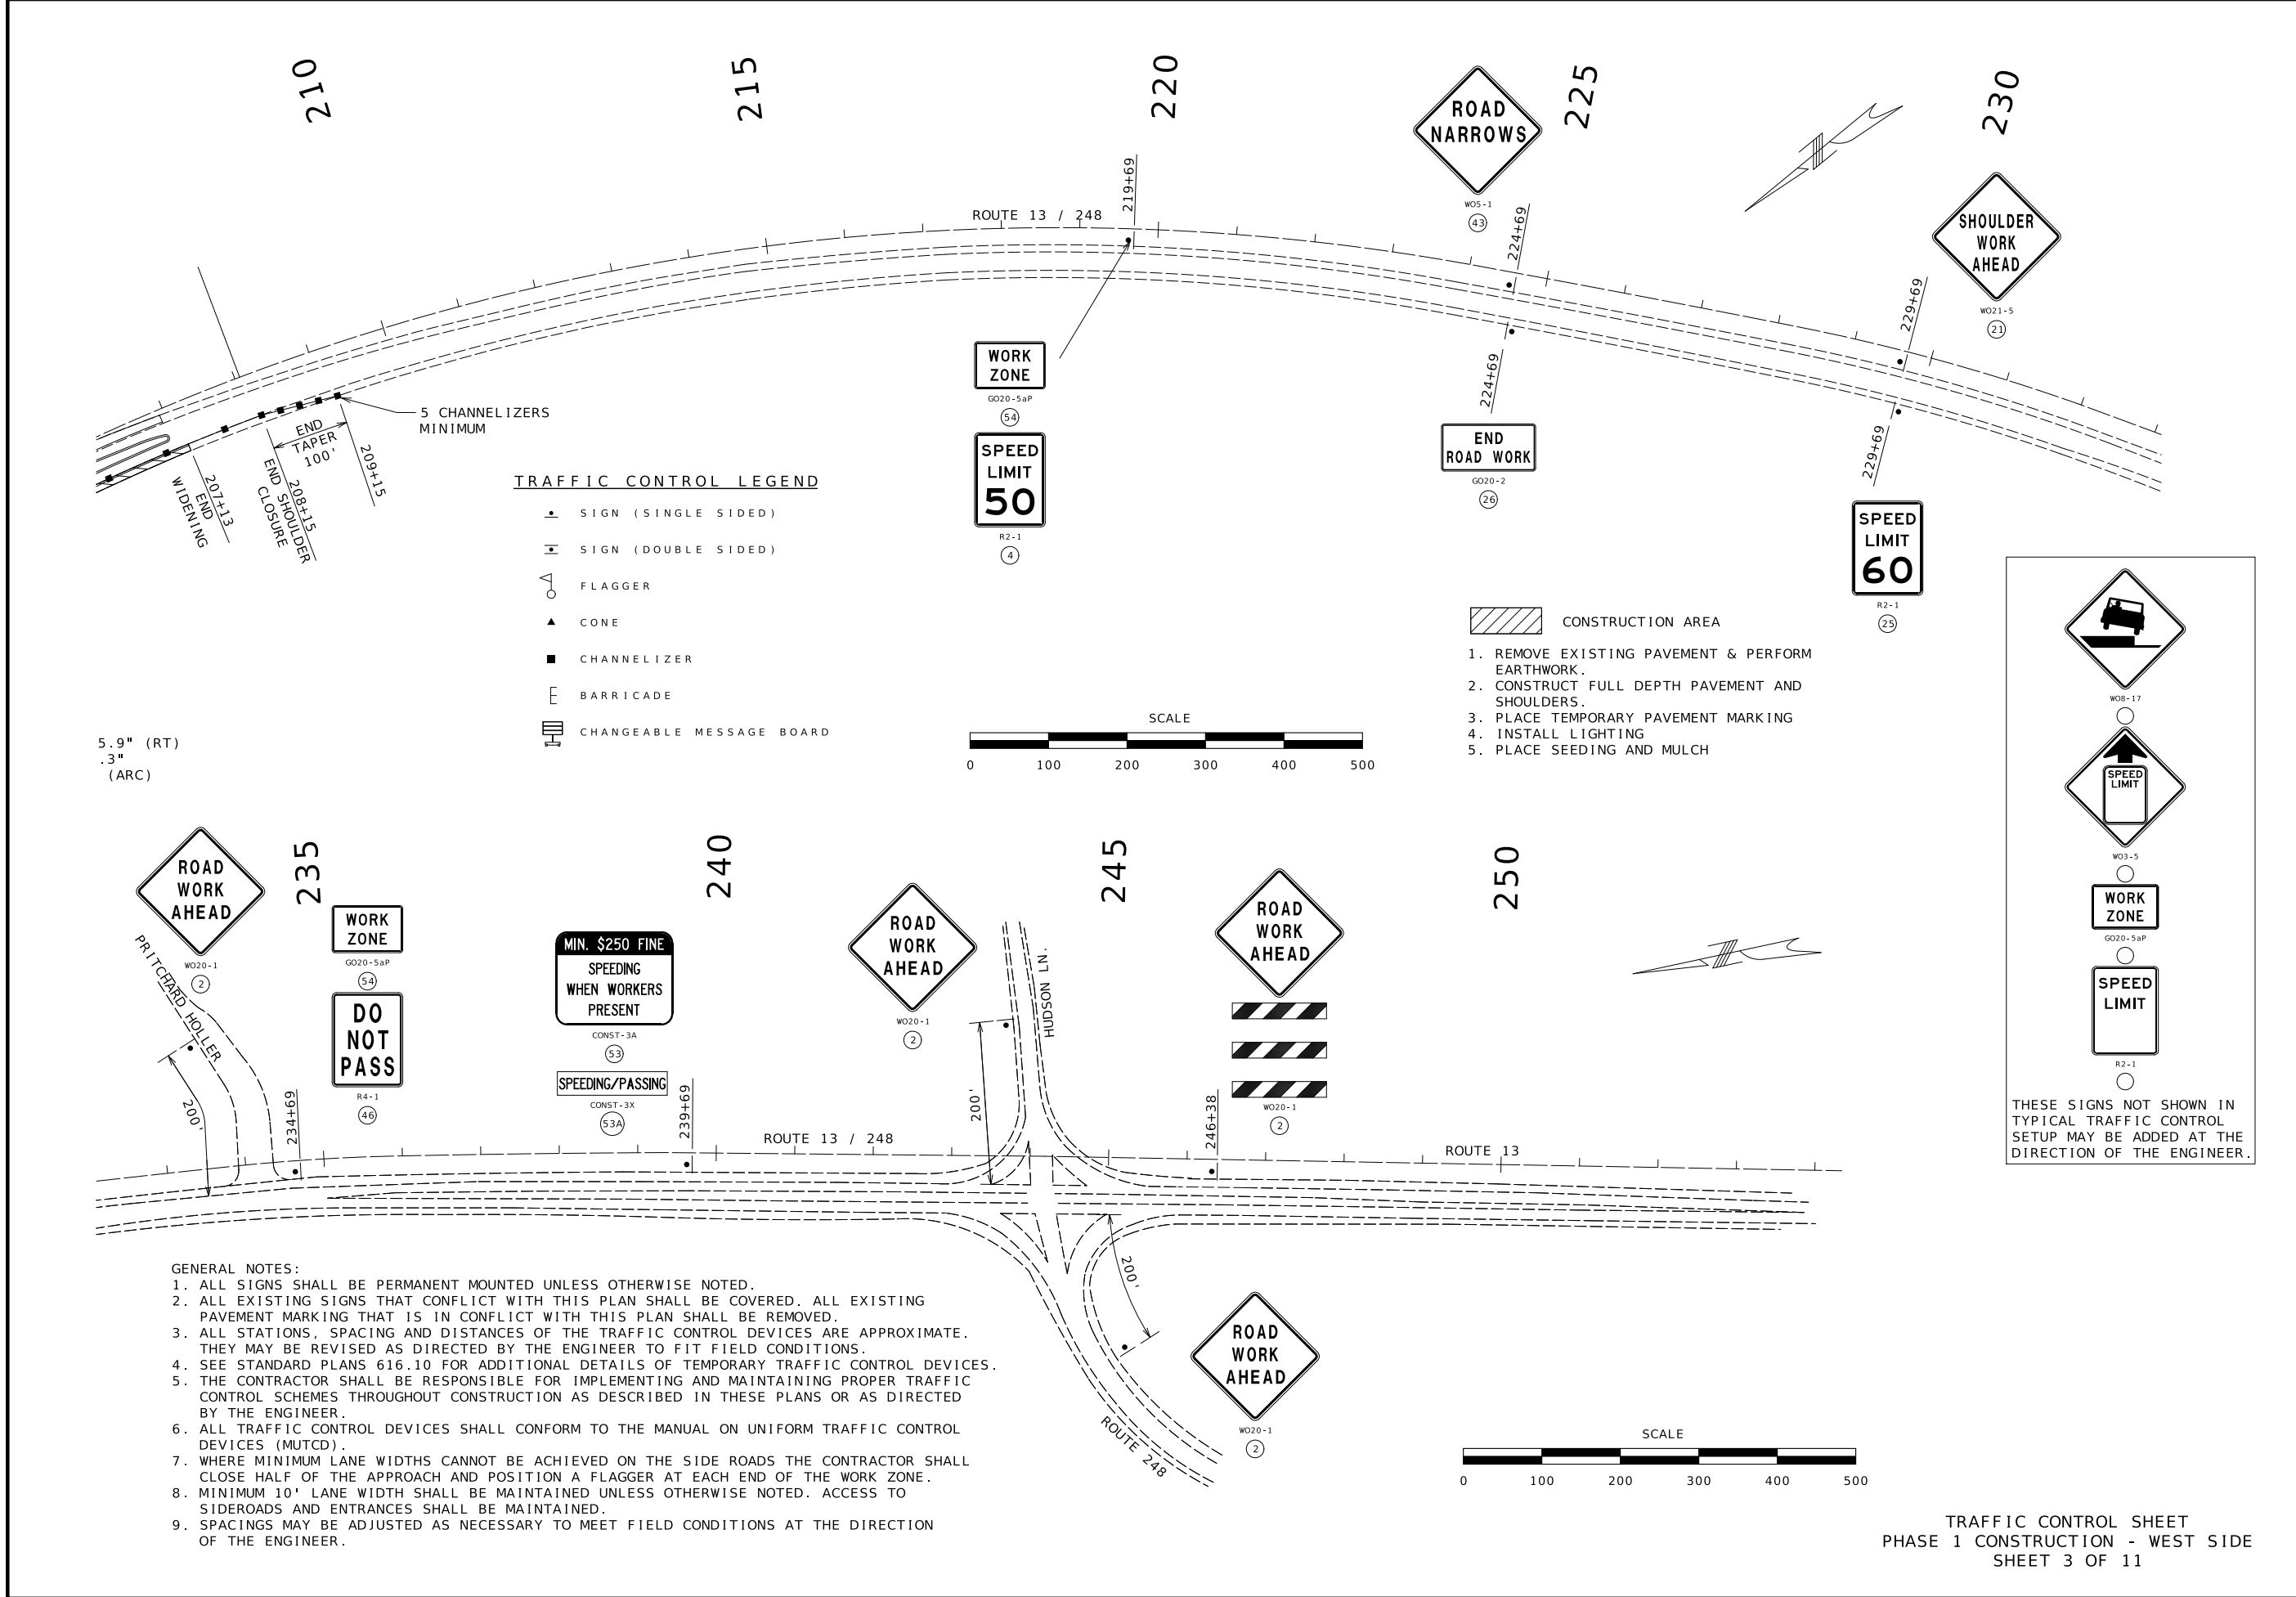 210
215
220
225
230
ROAD
NARROWS
WO5-1
43
SHOULDER
WORK
AHEAD
WO21-5
21
ROUTE 13 / 248
219+69
224+69
229+69
WORK
ZONE
GO20-5aP
54
SPEED
LIMIT
50
R2-1
4
224+69
END
ROAD WORK
GO20-2
26
229+69
SPEED
LIMIT
60
R2-1
25
5 CHANNELIZERS
MINIMUM
END
TAPER
100'
209+15
208+15
END SHOULDER
CLOSURE
207+13
END
WIDENING
TRAFFIC CONTROL LEGEND
SIGN (SINGLE SIDED)
SIGN (DOUBLE SIDED)
FLAGGER
CONE
CHANNELIZER
BARRICADE
CHANGEABLE MESSAGE BOARD
SCALE
0 100 200 300 400 500
CONSTRUCTION AREA
1. REMOVE EXISTING PAVEMENT & PERFORM
EARTHWORK.
2. CONSTRUCT FULL DEPTH PAVEMENT AND
SHOULDERS.
3. PLACE TEMPORARY PAVEMENT MARKING
4. INSTALL LIGHTING
5. PLACE SEEDING AND MULCH
WO8-17
SPEED
LIMIT
WO3-5
WORK
ZONE
GO20-5aP
SPEED
LIMIT
R2-1
THESE SIGNS NOT SHOWN IN
TYPICAL TRAFFIC CONTROL
SETUP MAY BE ADDED AT THE
DIRECTION OF THE ENGINEER.
5.9" (RT)
.3"
(ARC)
235
240
245
250
ROAD
WORK
AHEAD
WO20-1
2
PRITCHARD HOLLER
200'
234+69
WORK
ZONE
GO20-5aP
54
DO
NOT
PASS
R4-1
46
MIN. $250 FINE
SPEEDING
WHEN WORKERS
PRESENT
CONST-3A
53
SPEEDING/PASSING
CONST-3X
53A
239+69
ROUTE 13 / 248
ROAD
WORK
AHEAD
WO20-1
2
200'
HUDSON LN.
ROAD
WORK
AHEAD
WO20-1
2
246+38
ROUTE 13
200'
ROUTE 248
ROAD
WORK
AHEAD
WO20-1
2
GENERAL NOTES:
1. ALL SIGNS SHALL BE PERMANENT MOUNTED UNLESS OTHERWISE NOTED.
2. ALL EXISTING SIGNS THAT CONFLICT WITH THIS PLAN SHALL BE COVERED. ALL EXISTING
PAVEMENT MARKING THAT IS IN CONFLICT WITH THIS PLAN SHALL BE REMOVED.
3. ALL STATIONS, SPACING AND DISTANCES OF THE TRAFFIC CONTROL DEVICES ARE APPROXIMATE.
THEY MAY BE REVISED AS DIRECTED BY THE ENGINEER TO FIT FIELD CONDITIONS.
4. SEE STANDARD PLANS 616.10 FOR ADDITIONAL DETAILS OF TEMPORARY TRAFFIC CONTROL DEVICES.
5. THE CONTRACTOR SHALL BE RESPONSIBLE FOR IMPLEMENTING AND MAINTAINING PROPER TRAFFIC
CONTROL SCHEMES THROUGHOUT CONSTRUCTION AS DESCRIBED IN THESE PLANS OR AS DIRECTED
BY THE ENGINEER.
6. ALL TRAFFIC CONTROL DEVICES SHALL CONFORM TO THE MANUAL ON UNIFORM TRAFFIC CONTROL
DEVICES (MUTCD).
7. WHERE MINIMUM LANE WIDTHS CANNOT BE ACHIEVED ON THE SIDE ROADS THE CONTRACTOR SHALL
CLOSE HALF OF THE APPROACH AND POSITION A FLAGGER AT EACH END OF THE WORK ZONE.
8. MINIMUM 10' LANE WIDTH SHALL BE MAINTAINED UNLESS OTHERWISE NOTED. ACCESS TO
SIDEROADS AND ENTRANCES SHALL BE MAINTAINED.
9. SPACINGS MAY BE ADJUSTED AS NECESSARY TO MEET FIELD CONDITIONS AT THE DIRECTION
OF THE ENGINEER.
SCALE
0 100 200 300 400 500
TRAFFIC CONTROL SHEET
PHASE 1 CONSTRUCTION - WEST SIDE
SHEET 3 OF 11